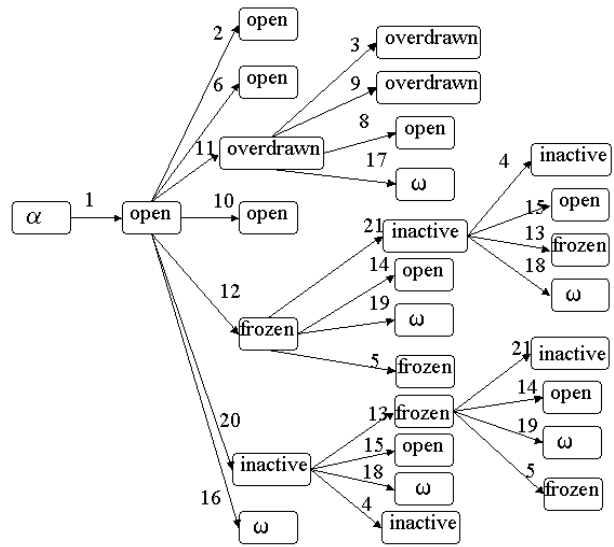 2 open
3 overdrawn
6 open
9 overdrawn
11 overdrawn
8 open
17 ω
4 inactive
α
1 open
10 open
15 open
21 inactive
13 frozen
14 open
18 ω
12 frozen
19 ω
5 frozen
21 inactive
13 frozen
14 open
20 inactive
15 open
19 ω
18 ω
5 frozen
16 ω
4 inactive